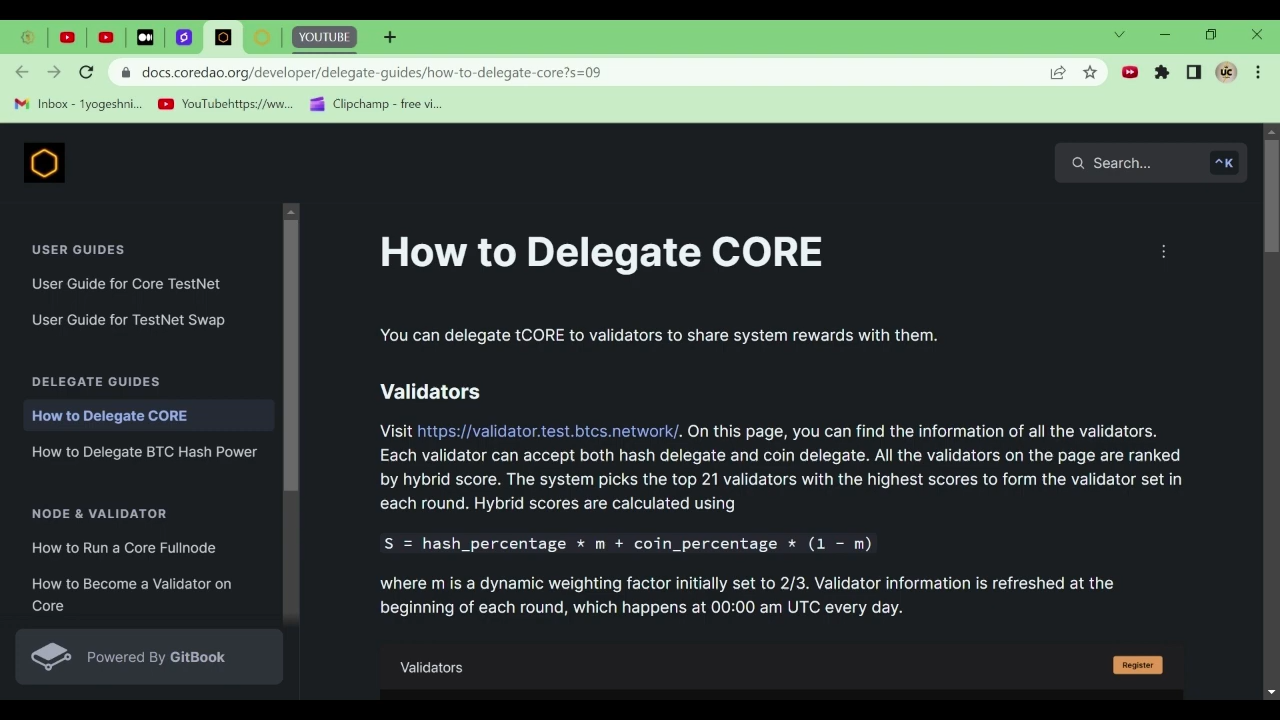 YOUTUBE
docs.coredao.org/developer/delegate-guides/how-to-delegate-core?s=09
UC
Inbox - 1yogeshni...
YouTubehttps://ww...
Clipchamp - free vi...
Search...
^K
USER GUIDES
User Guide for Core TestNet
User Guide for TestNet Swap
DELEGATE GUIDES
How to Delegate CORE
How to Delegate BTC Hash Power
NODE & VALIDATOR
How to Run a Core Fullnode
How to Become a Validator on
Core
Powered By GitBook
How to Delegate CORE
You can delegate tCORE to validators to share system rewards with them.
Validators
Visit https://validator.test.btcs.network/. On this page, you can find the information of all the validators.
Each validator can accept both hash delegate and coin delegate. All the validators on the page are ranked
by hybrid score. The system picks the top 21 validators with the highest scores to form the validator set in
each round. Hybrid scores are calculated using
S = hash_percentage * m + coin_percentage * (1 - m)
where m is a dynamic weighting factor initially set to 2/3. Validator information is refreshed at the
beginning of each round, which happens at 00:00 am UTC every day.
Validators
Register